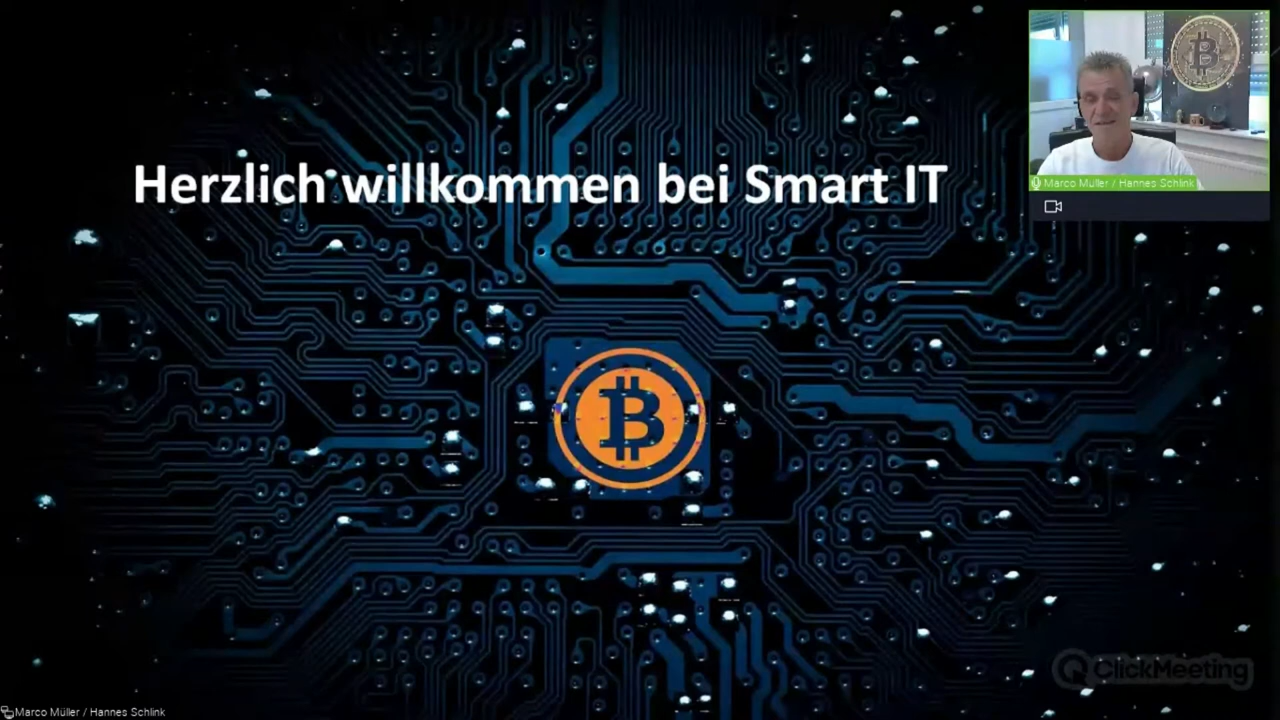 Herzlich willkommen bei Smart IT
Marco Müller / Hannes Schlink
ClickMeeting
Marco Müller / Hannes Schlink